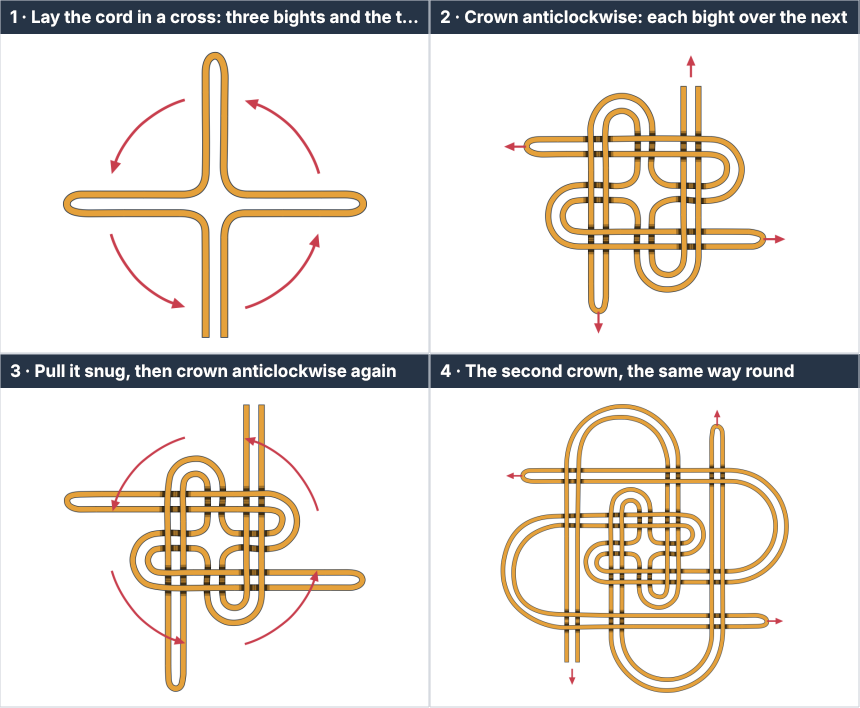 1 · Lay the cord in a cross: three bights and the t...
2 · Crown anticlockwise: each bight over the next
3 · Pull it snug, then crown anticlockwise again
4 · The second crown, the same way round